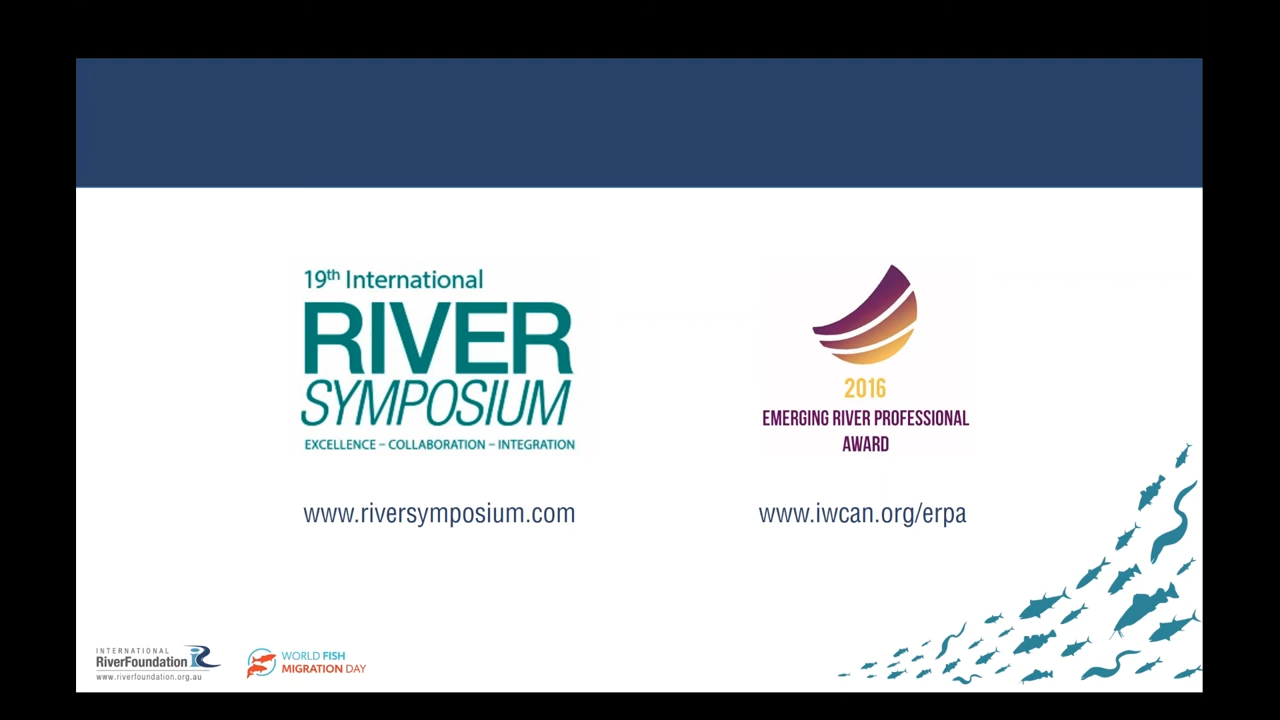 19th International
RIVER
SYMPOSIUM
EXCELLENCE – COLLABORATION – INTEGRATION
www.riversymposium.com
2016
EMERGING RIVER PROFESSIONAL
AWARD
www.iwcan.org/erpa
INTERNATIONAL
RiverFoundation
www.riverfoundation.org.au
WORLD FISH
MIGRATION DAY